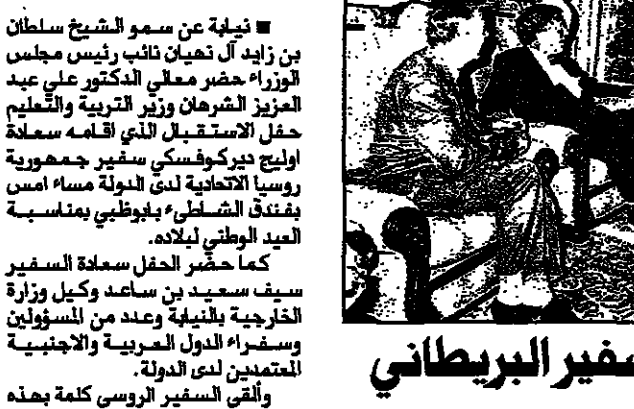 ■ نيابة عن سمو الشيخ سلطان
بن زايد آل نهيان نائب رئيس مجلس
الوزراء حضر معالي الدكتور علي عبد
العزيز الشرهان وزير التربية والتعليم
حفل الاستقبال الذي اقامه سعادة
اوليج ديركوفسكي سفير جمهورية
روسيا الاتحادية لدى الدولة مساء امس
بفندق الشاطىء بابوظبي بمناسبة
العيد الوطني لبلاده.
كما حضر الحفل سعادة السفير
سيف سعيد بن ساعد وكيل وزارة
الخارجية بالنيابة وعدد من المسؤولين
وسفراء الدول العربية والاجنبية
المعتمدين لدى الدولة.
وألقى السفير الروسي كلمة بهذه
سفير البريطاني